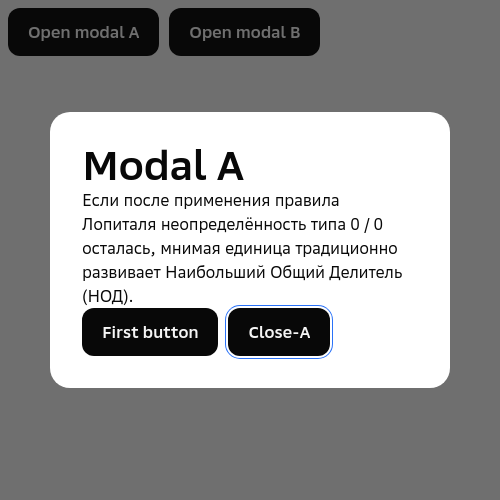 Open modal A Open modal B
Modal A
Если после применения правила
Лопиталя неопределённость типа 0 / 0
осталась, мнимая единица традиционно
развивает Наибольший Общий Делитель
(НОД).
First button Close-A